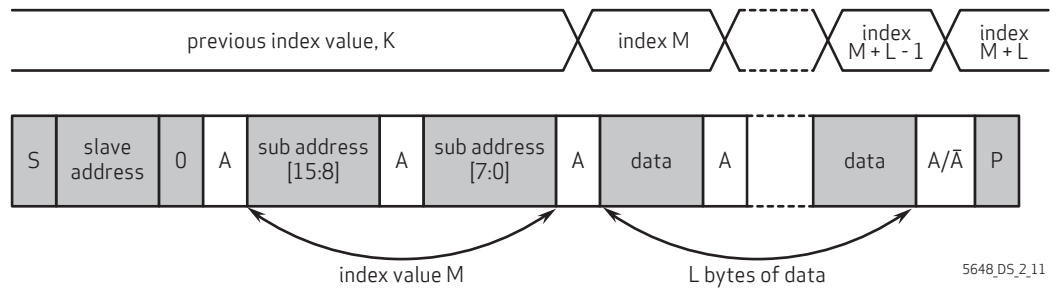 previous index value, K
index M
index
M + L - 1
index
M + L
S
slave
address
0
A
sub address
[15:8]
A
sub address
[7:0]
A
data
A
data
A/A̅
P
index value M
L bytes of data
5648_DS_2_11